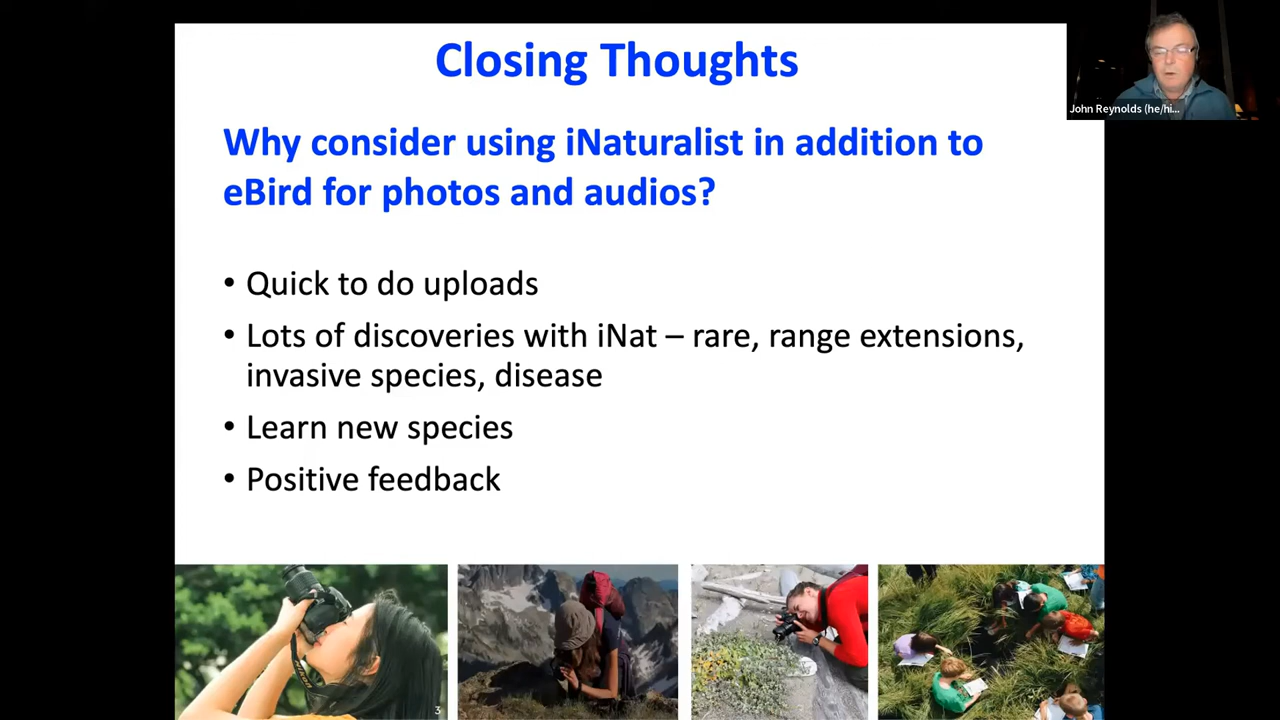 Closing Thoughts
John Reynolds (he/hi...
Why consider using iNaturalist in addition to
eBird for photos and audios?
• Quick to do uploads
• Lots of discoveries with iNat – rare, range extensions,
invasive species, disease
• Learn new species
• Positive feedback
3